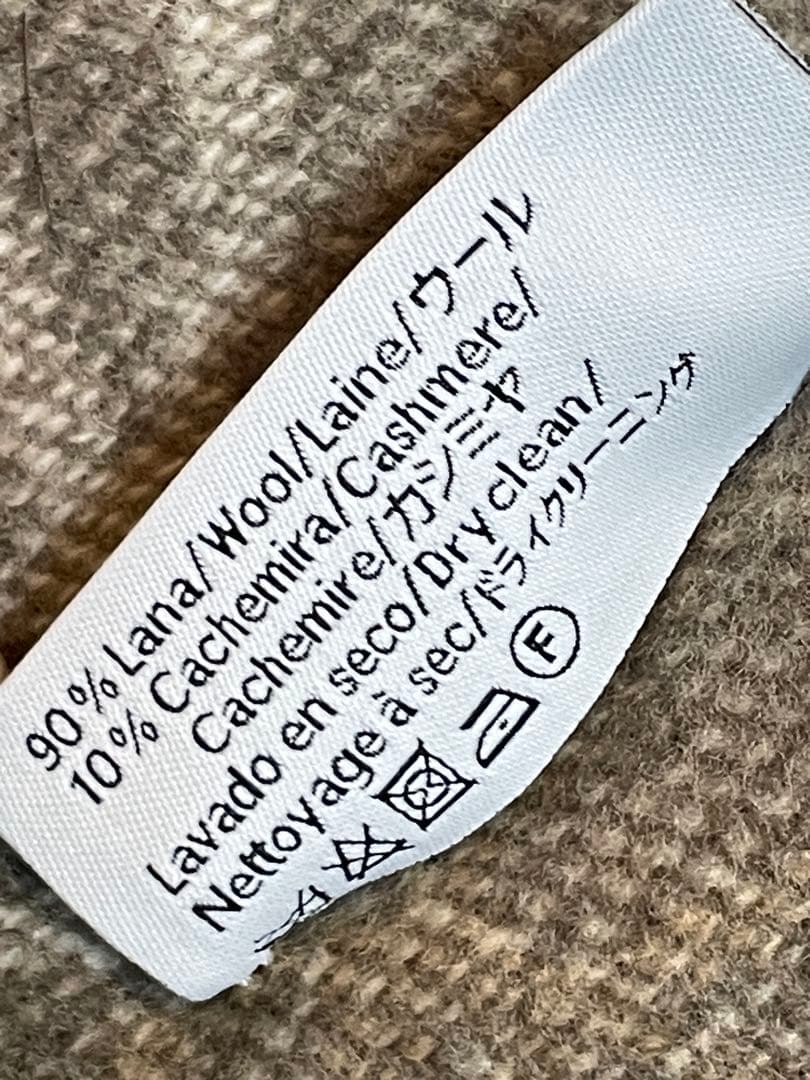 90% Lana/Wool/Laine/ウール
10% Cachemira/Cashmere/
Cachemire/カシミヤ
Lavado en seco/Dry clean/
Nettoyage à sec/ドライクリーニング
F